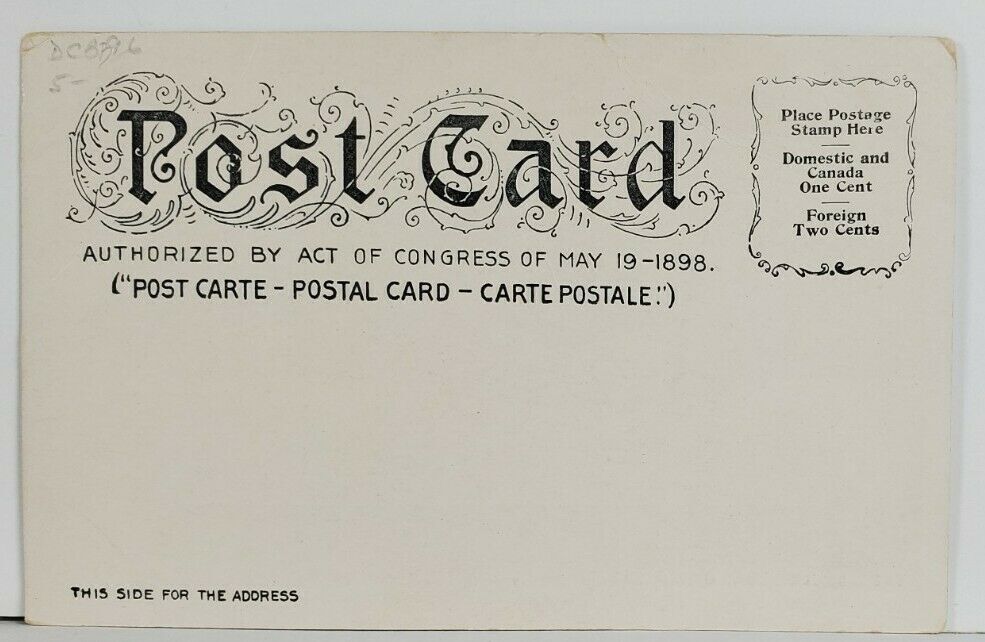 5-
Post Card
Place Postage
Stamp Here
Domestic and
Canada
One Cent
Foreign
Two Cents
AUTHORIZED BY ACT OF CONGRESS OF MAY 19-1898.
("POST CARTE - POSTAL CARD - CARTE POSTALE.")
THIS SIDE FOR THE ADDRESS